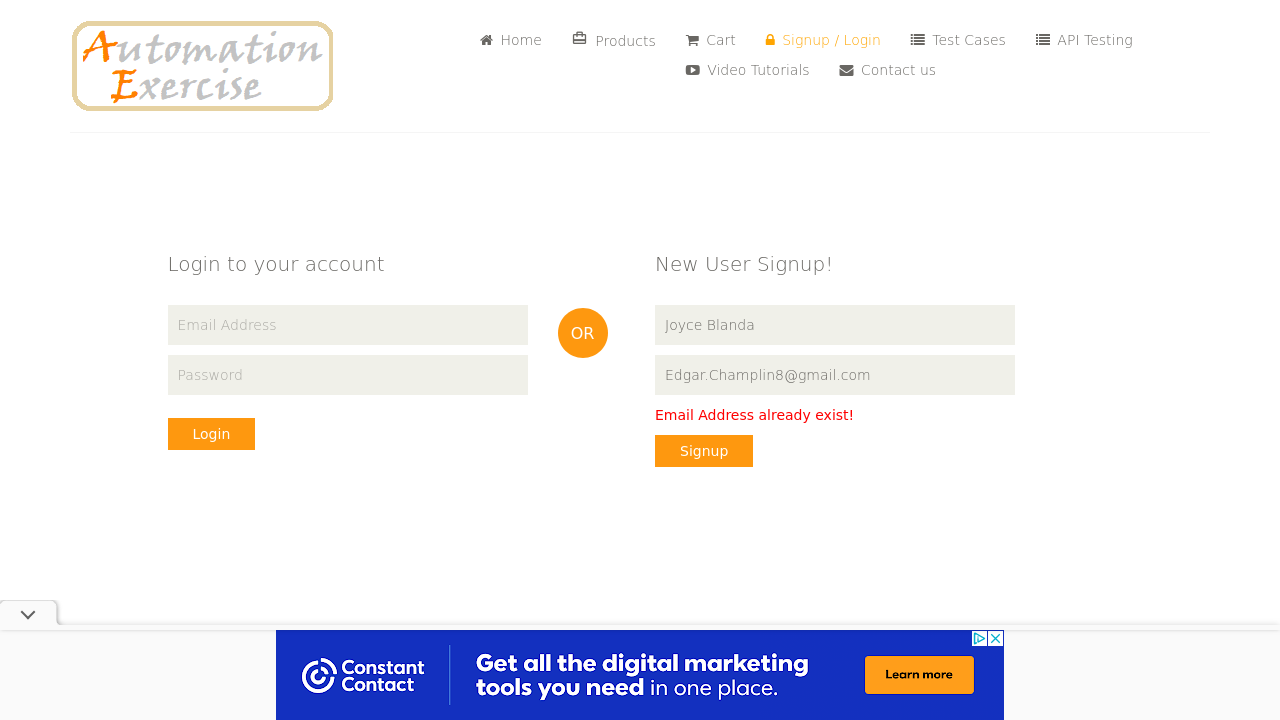 Automation
Exercise
Home
Products
Cart
Signup / Login
Test Cases
API Testing
Video Tutorials
Contact us
Login to your account
Email Address
Password
Login
OR
New User Signup!
Joyce Blanda
Edgar.Champlin8@gmail.com
Email Address already exist!
Signup
Constant
Contact
Get all the digital marketing
tools you need in one place.
Learn more